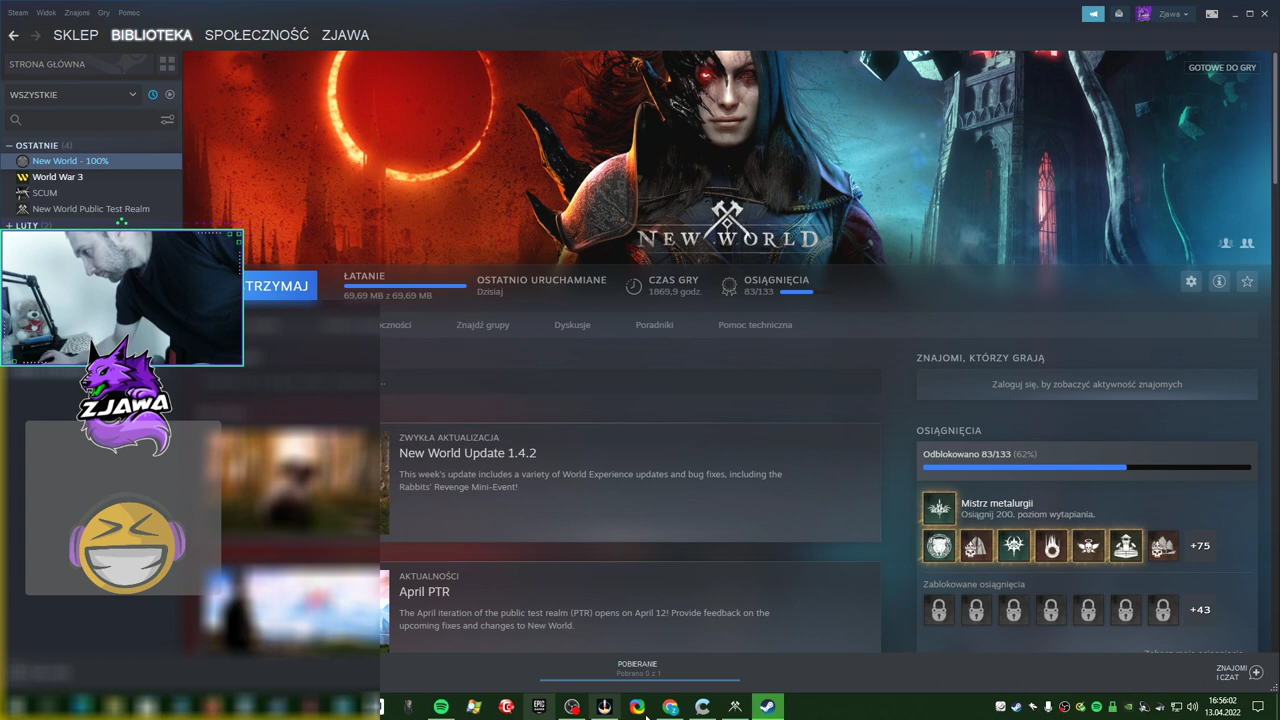 Steam Widok Znajomi Gry Pomoc
Zjawa
SKLEP BIBLIOTEKA SPOŁECZNOŚĆ ZJAWA
STRONA GŁÓWNA
GOTOWE DO GRY
WSZYSTKIE
— OSTATNIE (4)
New World - 100%
World War 3
SCUM
New World Public Test Realm
+ LUTY (2)
NEW WORLD
TRZYMAJ
ŁATANIE
69,69 MB z 69,69 MB
OSTATNIO URUCHAMIANE
Dzisiaj
CZAS GRY
1869,9 godz.
OSIĄGNIĘCIA
83/133
eczności Znajdź grupy Dyskusje Poradniki Pomoc techniczna
ZNAJOMI, KTÓRZY GRAJĄ
Zaloguj się, by zobaczyć aktywność znajomych
ZJAWA
ZWYKŁA AKTUALIZACJA
New World Update 1.4.2
This week's update includes a variety of World Experience updates and bug fixes, including the
Rabbits' Revenge Mini-Event!
OSIĄGNIĘCIA
Odblokowano 83/133 (62%)
Mistrz metalurgii
Osiągnij 200. poziom wytapiania.
+75
Zablokowane osiągnięcia
+43
AKTUALNOŚCI
April PTR
The April iteration of the public test realm (PTR) opens on April 12! Provide feedback on the
upcoming fixes and changes to New World.
POBIERANIE
Pobrano 0 z 1
ZNAJOMI
I CZAT
EPIC
GAMES
16:56:02
13.04.2022